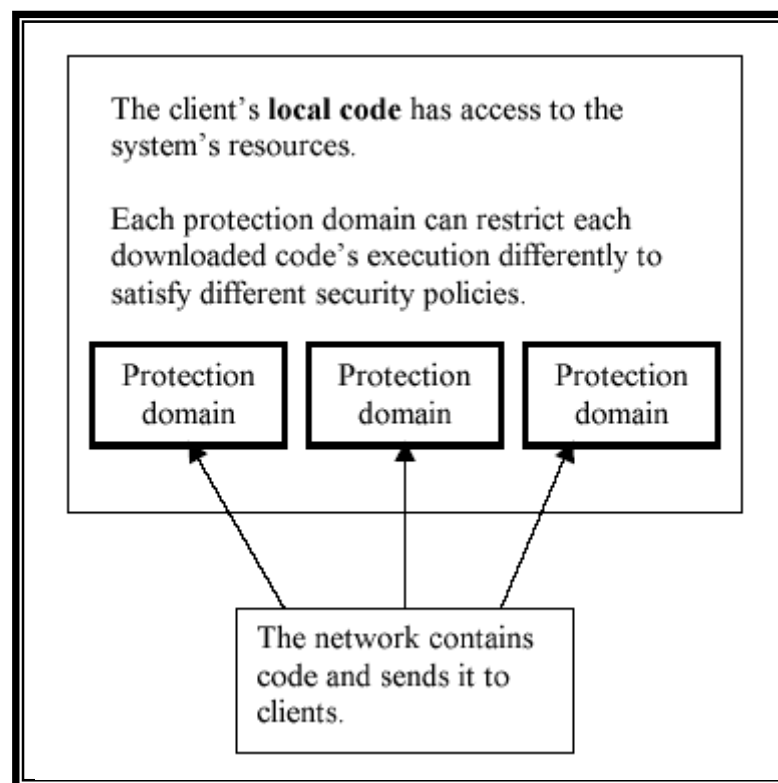 The client’s local code has access to the
system’s resources.
Each protection domain can restrict each
downloaded code’s execution differently to
satisfy different security policies.
Protection
domain
Protection
domain
Protection
domain
The network contains
code and sends it to
clients.